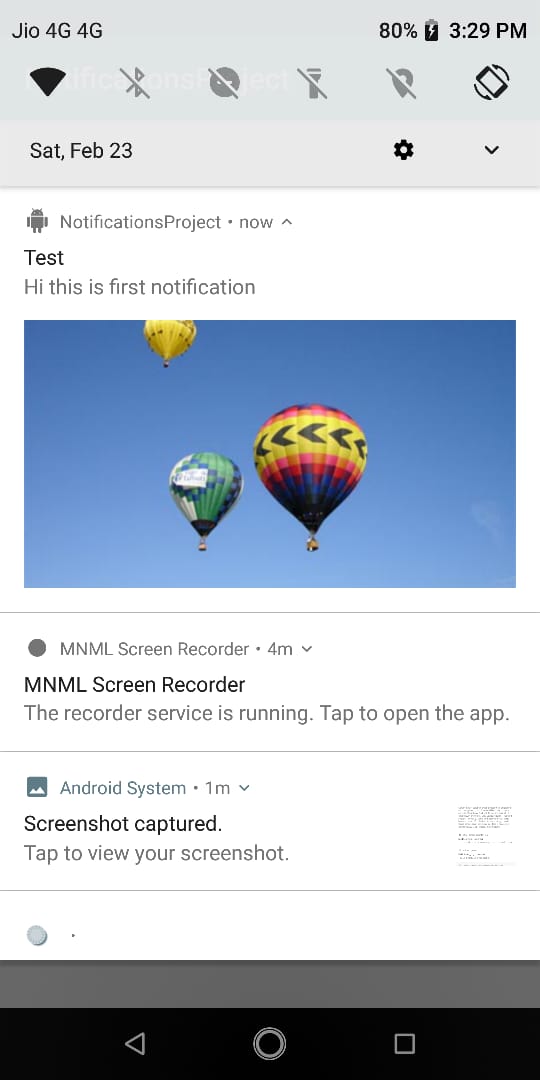 Jio 4G 4G
80%
3:29 PM
NotificationsProject
Sat, Feb 23
NotificationsProject • now
Test
Hi this is first notification
MNML Screen Recorder • 4m
MNML Screen Recorder
The recorder service is running. Tap to open the app.
Android System • 1m
Screenshot captured.
Tap to view your screenshot.